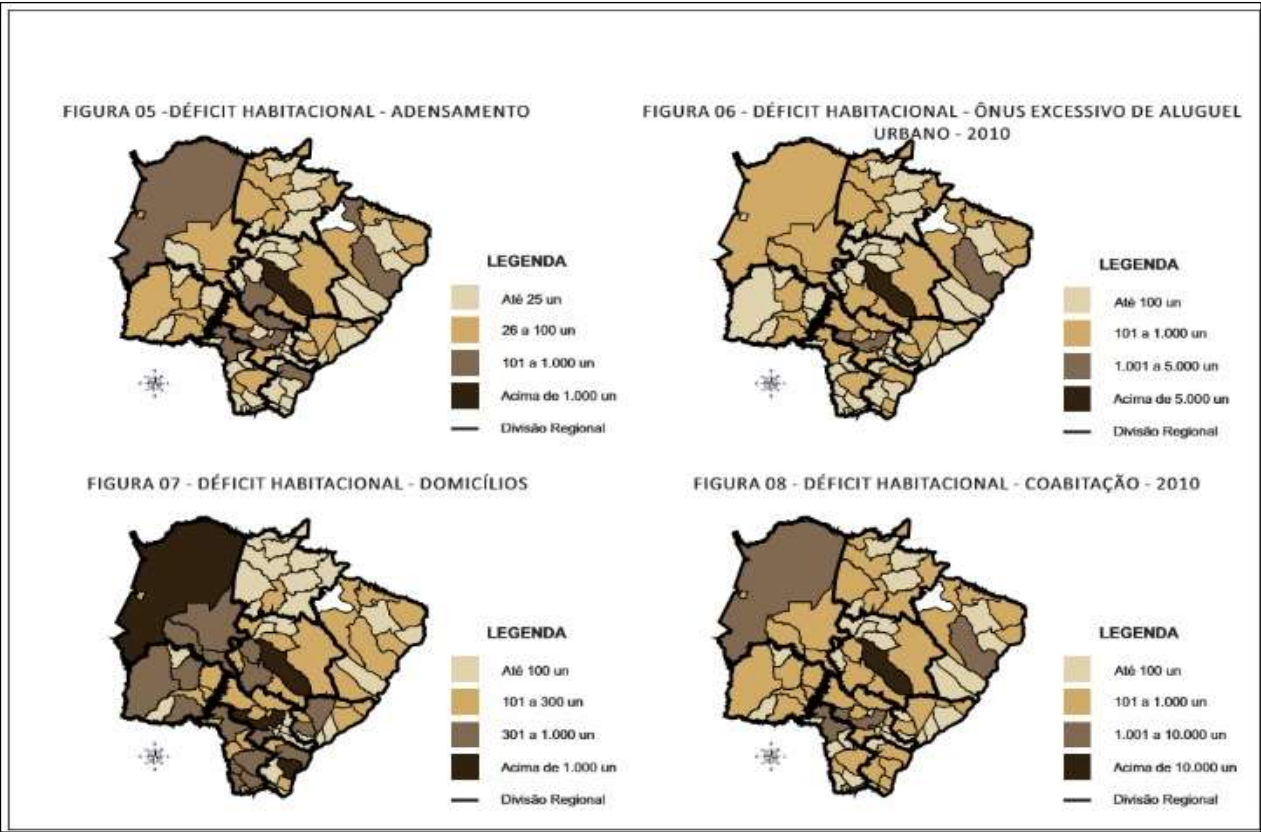 FIGURA 05 -DÉFICIT HABITACIONAL - ADENSAMENTO
LEGENDA
Até 25 un
26 a 100 un
101 a 1.000 un
Acima de 1.000 un
Divisão Regional
FIGURA 06 - DÉFICIT HABITACIONAL - ÔNUS EXCESSIVO DE ALUGUEL
URBANO - 2010
LEGENDA
Até 100 un
101 a 1.000 un
1.001 a 5.000 un
Acima de 5.000 un
Divisão Regional
FIGURA 07 - DÉFICIT HABITACIONAL - DOMICÍLIOS
LEGENDA
Até 100 un
101 a 300 un
301 a 1.000 un
Acima de 1.000 un
Divisão Regional
FIGURA 08 - DÉFICIT HABITACIONAL - COABITAÇÃO - 2010
LEGENDA
Até 100 un
101 a 1.000 un
1.001 a 10.000 un
Acima de 10.000 un
Divisão Regional